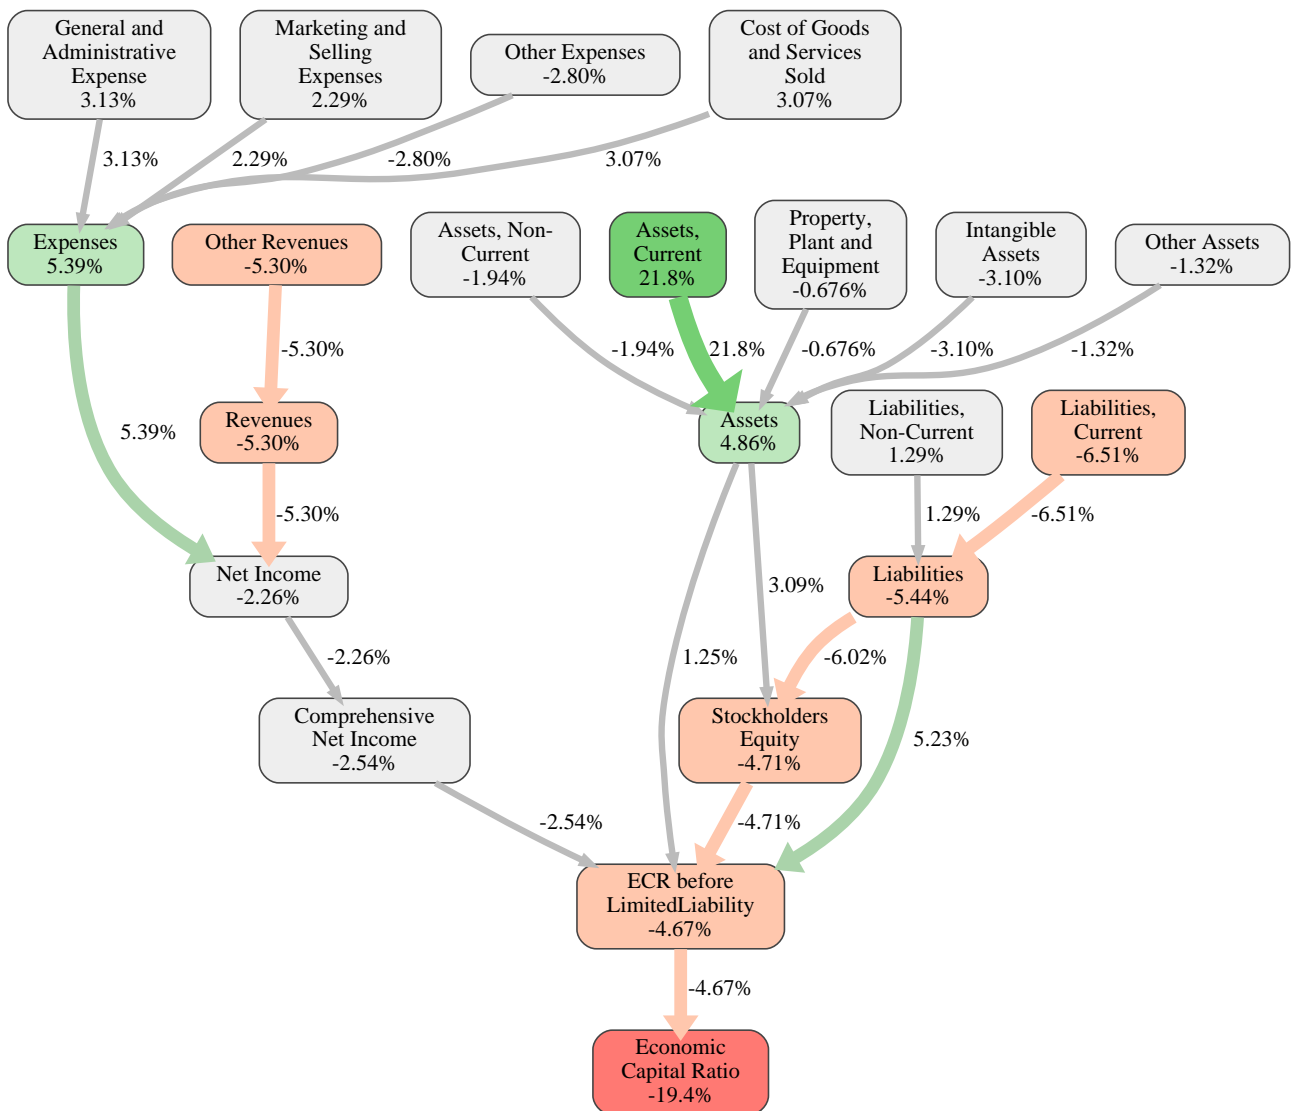 General and
Administrative
Expense
3.13%
Marketing and
Selling
Expenses
2.29%
Other Expenses
-2.80%
Cost of Goods
and Services
Sold
3.07%
3.13%
2.29%
-2.80%
3.07%
Expenses
5.39%
Other Revenues
-5.30%
Assets, Non-
Current
-1.94%
Assets,
Current
21.8%
Property,
Plant and
Equipment
-0.676%
Intangible
Assets
-3.10%
Other Assets
-1.32%
-5.30%
-1.94%
21.8%
-0.676%
-3.10%
-1.32%
5.39%
Revenues
-5.30%
Assets
4.86%
Liabilities,
Non-Current
1.29%
Liabilities,
Current
-6.51%
-5.30%
1.29%
-6.51%
Net Income
-2.26%
3.09%
Liabilities
-5.44%
-2.26%
1.25%
-6.02%
Comprehensive
Net Income
-2.54%
Stockholders
Equity
-4.71%
5.23%
-2.54%
-4.71%
ECR before
LimitedLiability
-4.67%
-4.67%
Economic
Capital Ratio
-19.4%